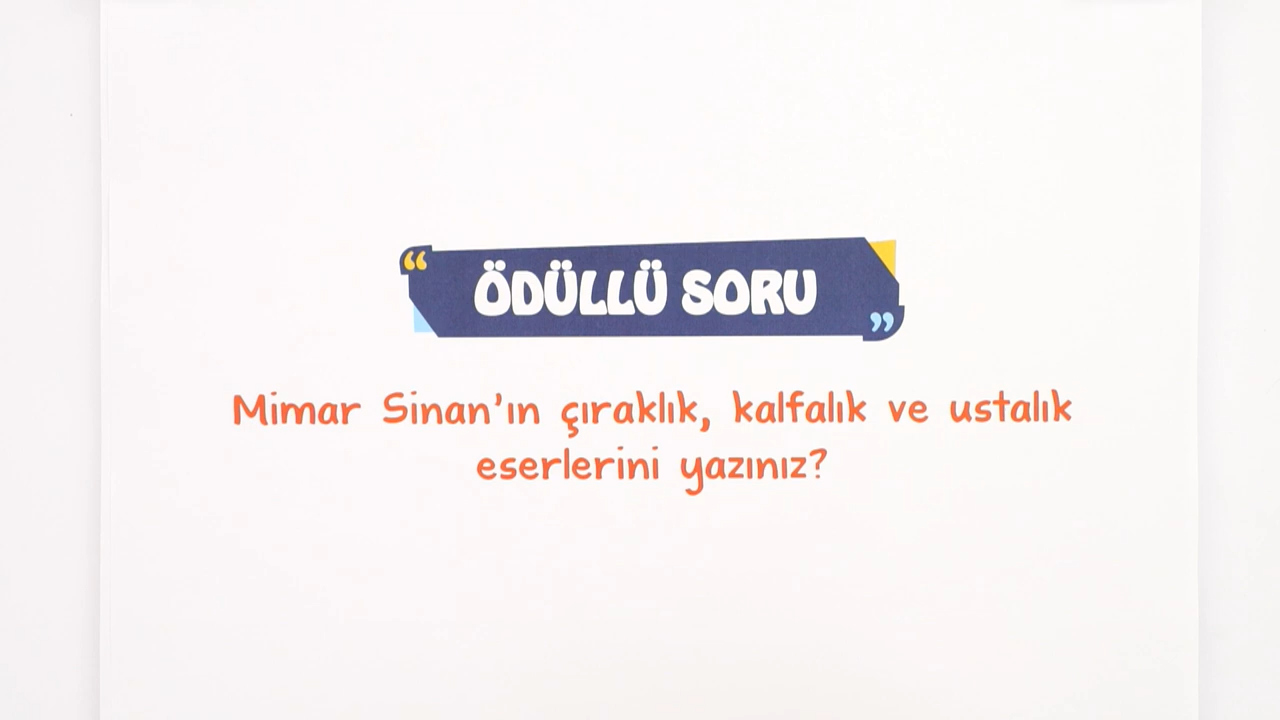 ÖDÜLLÜ SORU
Mimar Sinan'ın çıraklık, kalfalık ve ustalık
eserlerini yazınız?